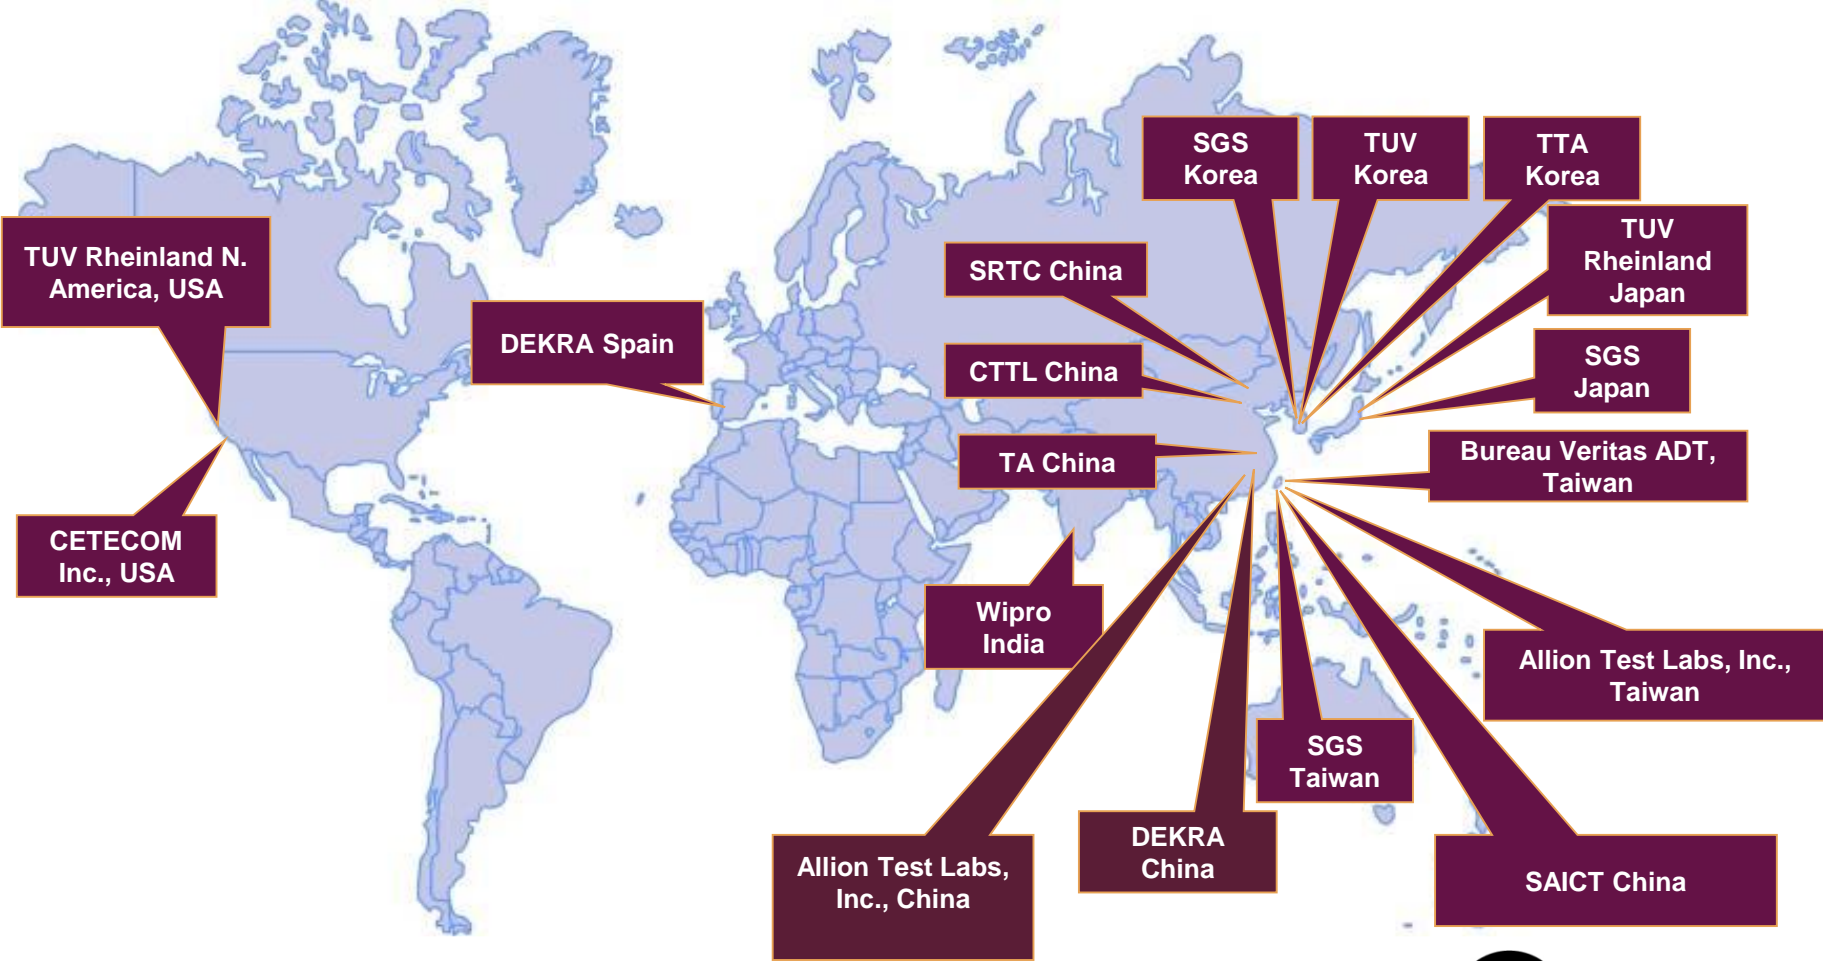 SGS
Korea
TUV
Korea
TTA
Korea
TUV Rheinland N.
America, USA
TUV
Rheinland
Japan
SRTC China
DEKRA Spain
CTTL China
SGS
Japan
TA China
Bureau Veritas ADT,
Taiwan
CETECOM
Inc., USA
Wipro
India
Allion Test Labs, Inc.,
Taiwan
SGS
Taiwan
DEKRA
China
Allion Test Labs,
Inc., China
SAICT China